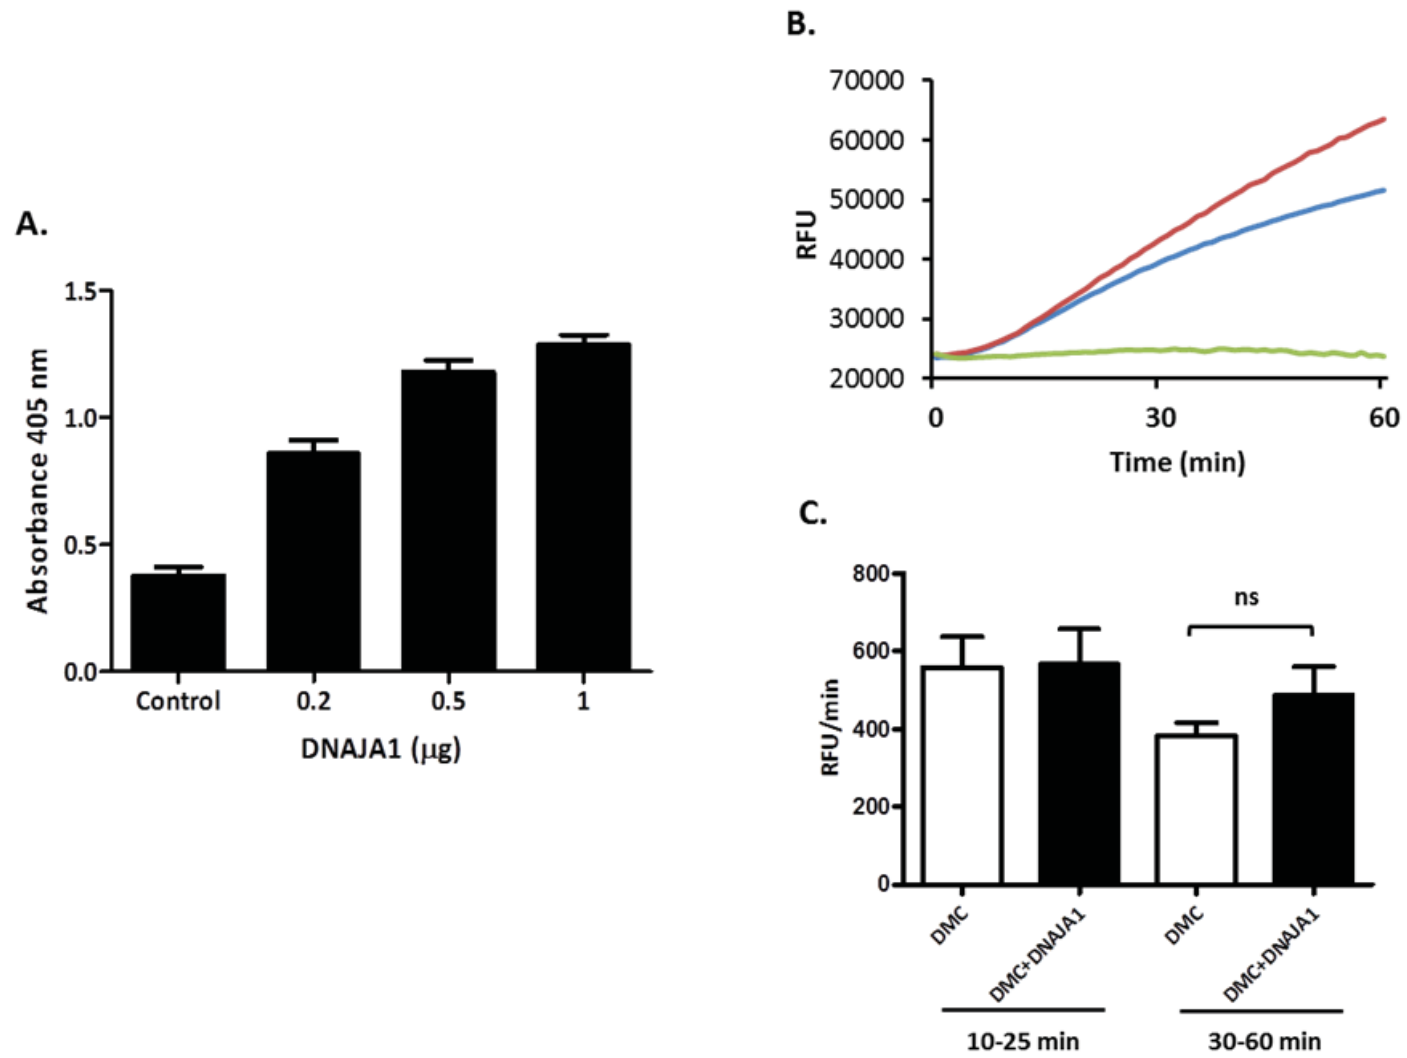 A.
1.5
1.0
0.5
0.0
Absorbance 405 nm
Control 0.2 0.5 1
DNAJA1 (µg)
B.
70000
60000
50000
40000
30000
20000
RFU
0 30 60
Time (min)
C.
800
600
400
200
0
RFU/min
ns
DMC
DMC+DNAJA1
DMC
DMC+DNAJA1
10-25 min 30-60 min